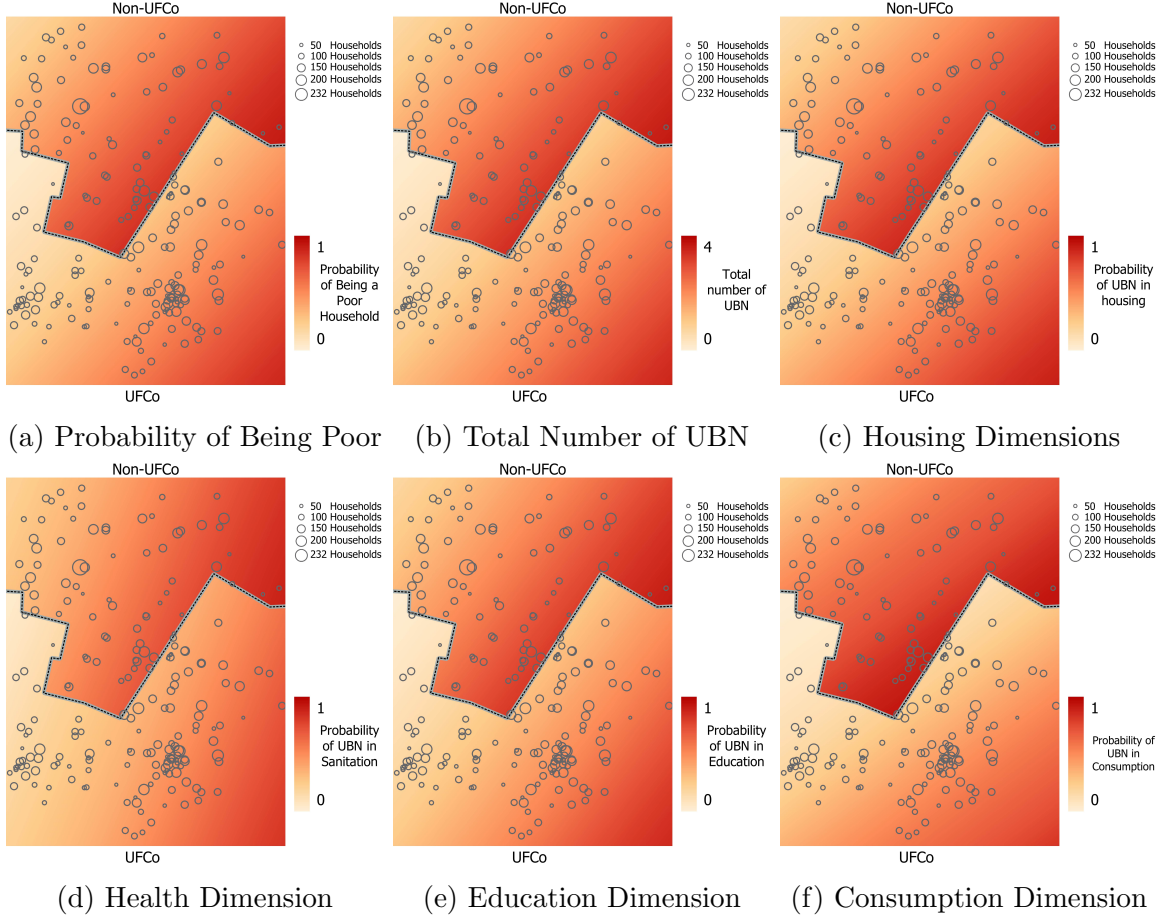 Non-UFCo
50 Households
100 Households
150 Households
200 Households
232 Households
1
Probability
of Being a
Poor
Household
0
UFCo
(a) Probability of Being Poor
Non-UFCo
50 Households
100 Households
150 Households
200 Households
232 Households
4
Total
number of
UBN
0
UFCo
(b) Total Number of UBN
Non-UFCo
50 Households
100 Households
150 Households
200 Households
232 Households
1
Probability
of UBN in
housing
0
UFCo
(c) Housing Dimensions
Non-UFCo
50 Households
100 Households
150 Households
200 Households
232 Households
1
Probability
of UBN in
Sanitation
0
UFCo
(d) Health Dimension
Non-UFCo
50 Households
100 Households
150 Households
200 Households
232 Households
1
Probability
of UBN in
Education
0
UFCo
(e) Education Dimension
Non-UFCo
50 Households
100 Households
150 Households
200 Households
232 Households
1
Probability of
UBN in
Consumption
0
UFCo
(f) Consumption Dimension